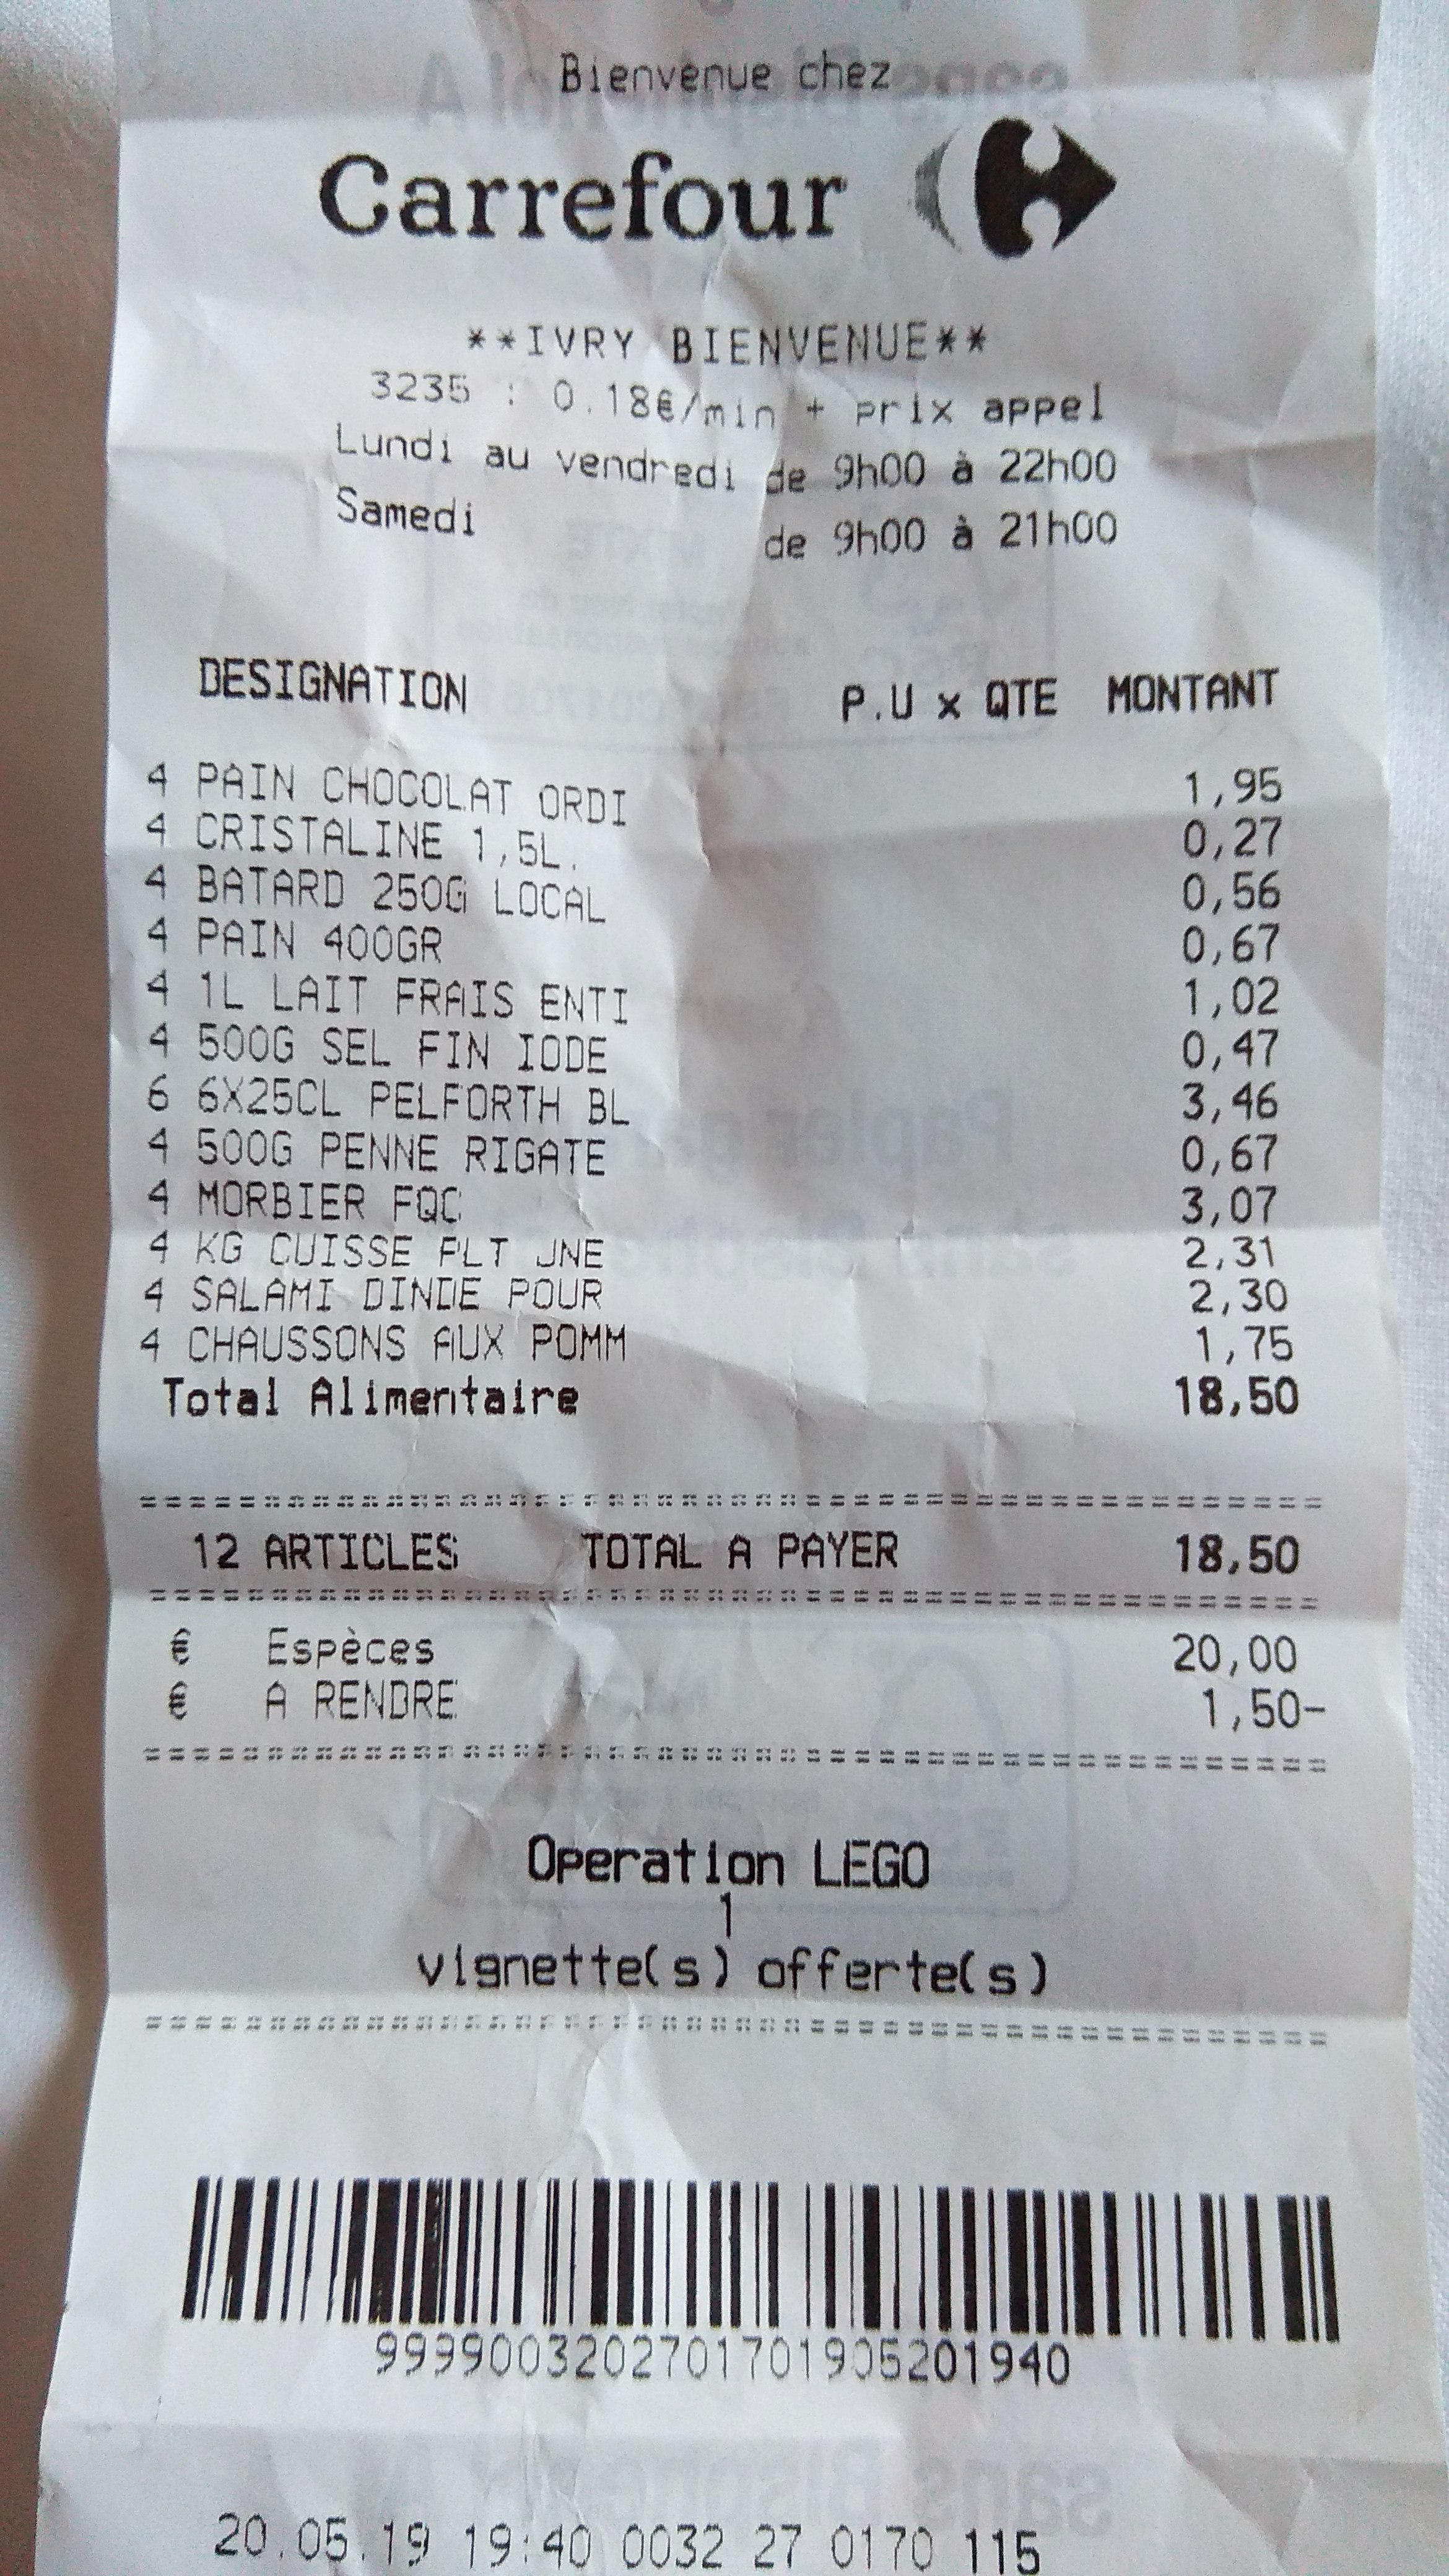 Bienvenue chez
Carrefour
**IVRY BIENVENUE**
3235 : 0.18€/min + prix appel
Lundi au vendredi de 9h00 à 22h00
Samedi de 9h00 à 21h00
DESIGNATION P.U x QTE MONTANT
4 PAIN CHOCOLAT ORDI 1,95
4 CRISTALINE 1,5L. 0,27
4 BATARD 250G LOCAL 0,56
4 PAIN 400GR 0,67
4 1L LAIT FRAIS ENTI 1,02
4 500G SEL FIN IODE 0,47
6 6X25CL PELFORTH BL 3,46
4 500G PENNE RIGATE 0,67
4 MORBIER FQC 3,07
4 KG CUISSE PLT JNE 2,31
4 SALAMI DINDE POUR 2,30
4 CHAUSSONS AUX POMM 1,75
Total Alimentaire 18,50
12 ARTICLES TOTAL A PAYER 18,50
€ Espèces 20,00
€ A RENDRE 1,50-
Operation LEGO
1
vignette(s) offerte(s)
9999003202701701905201940
20.05.19 19:40 0032 27 0170 115